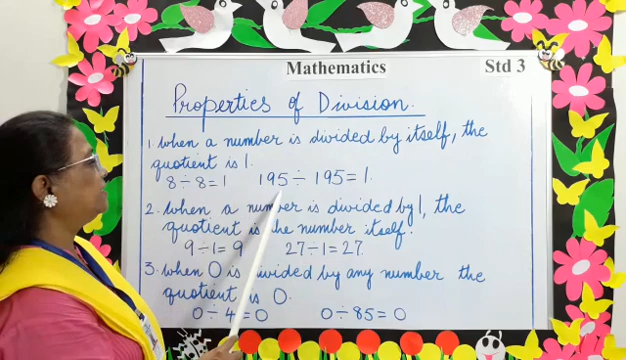 Mathematics Std 3
Properties of Division.
1. When a number is divided by itself, the
quotient is 1.
8 ÷ 8 = 1 195 ÷ 195 = 1.
2. When a number is divided by 1, the
quotient is the number itself.
9 ÷ 1 = 9 27 ÷ 1 = 27.
3. When 0 is divided by any number the
quotient is 0.
0 ÷ 4 = 0 0 ÷ 85 = 0